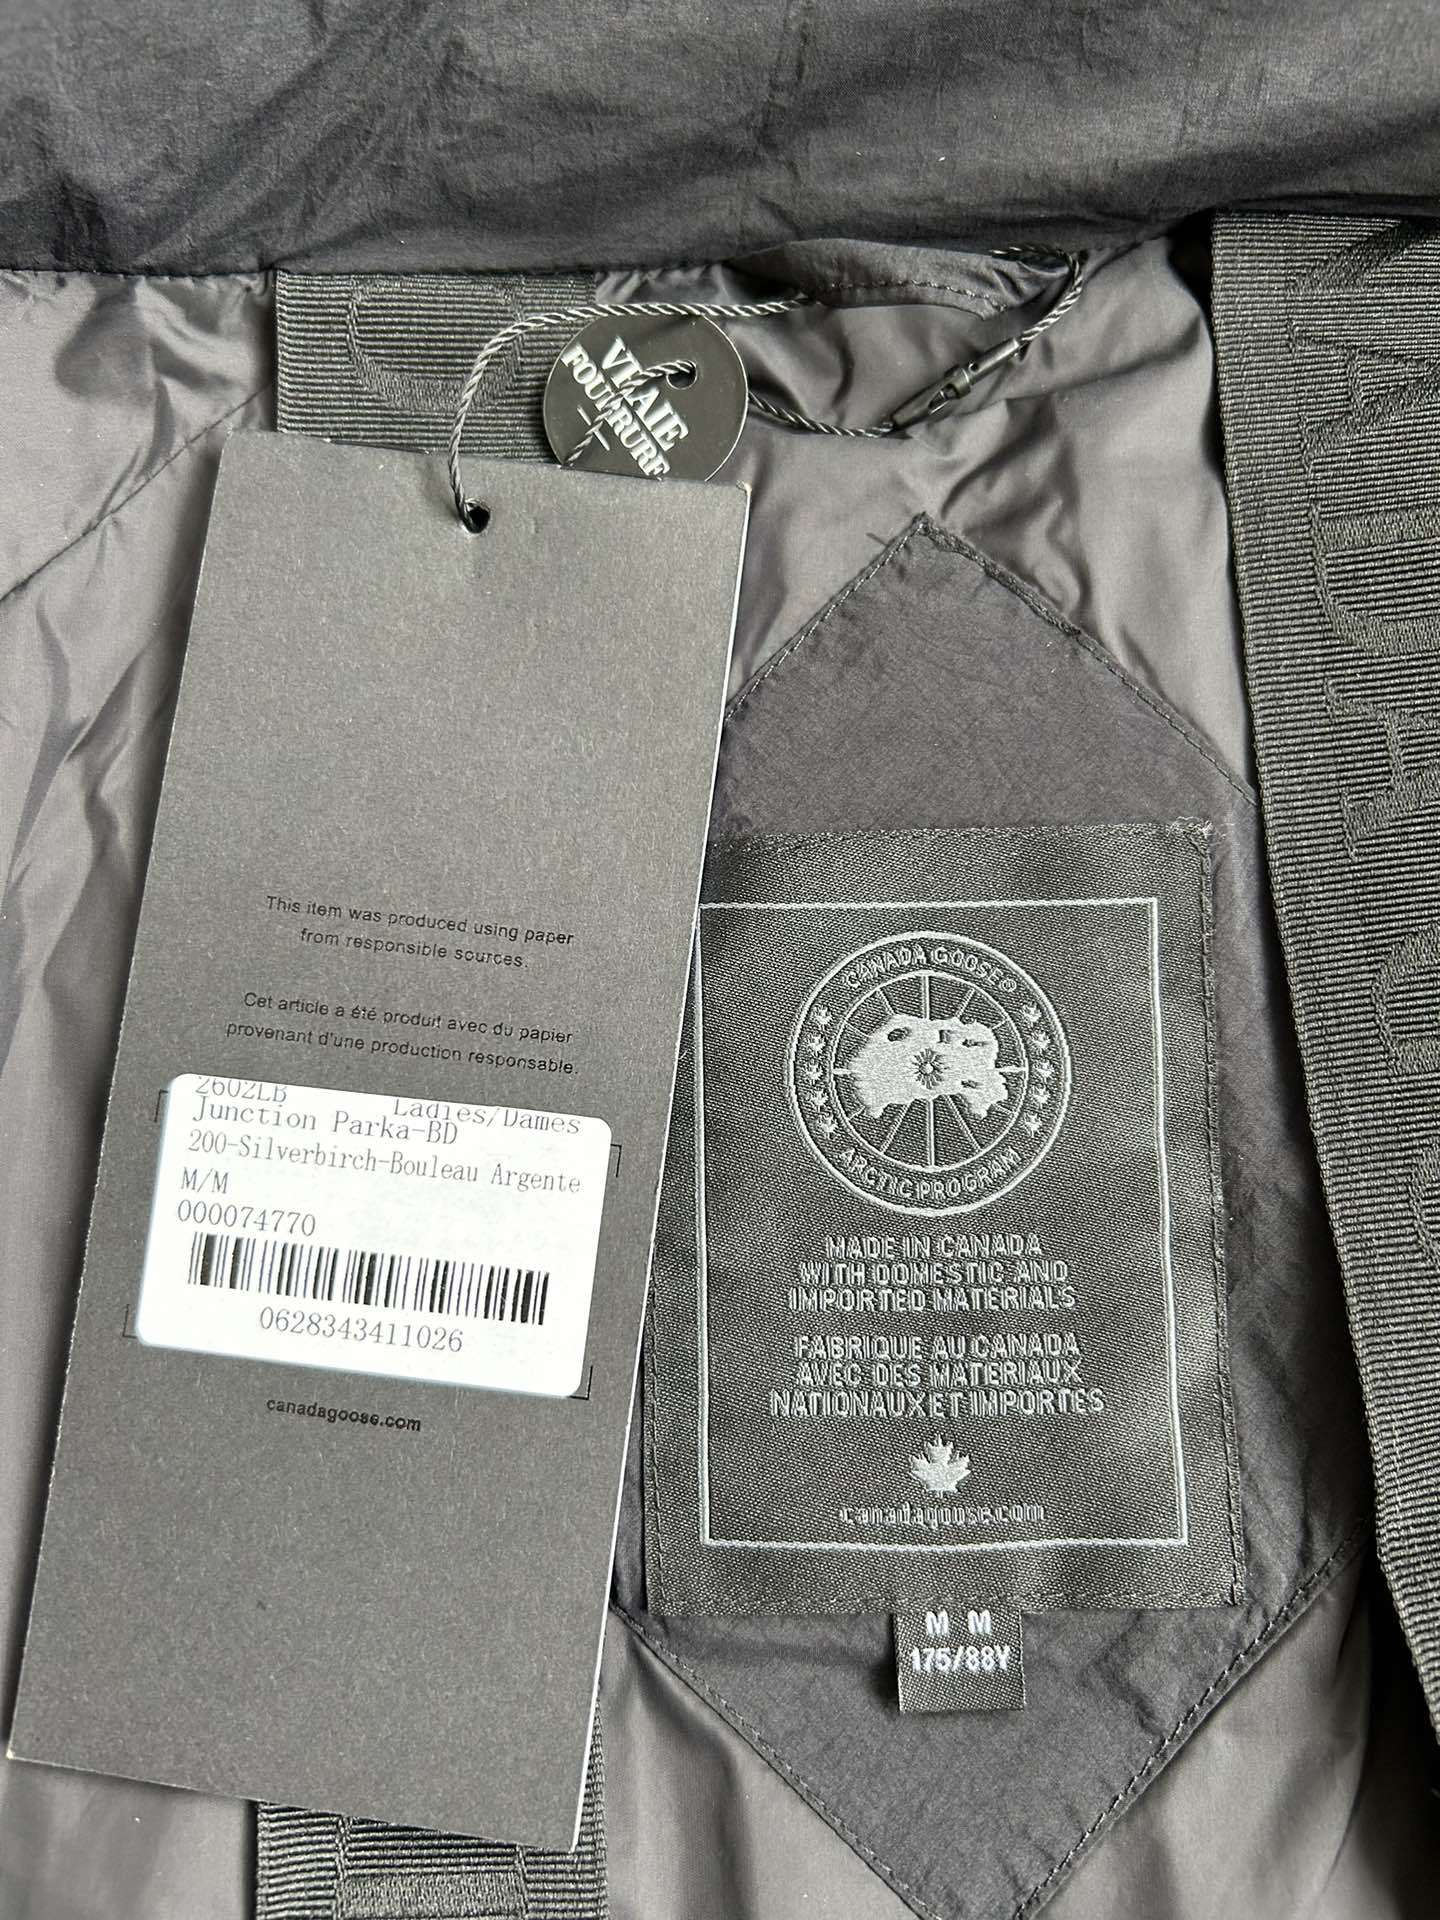 VRAIE
FOURRURE
This item was produced using paper
from responsible sources.
Cet article a été produit avec du papier
provenant d'une production responsable.
2602LB Ladies/Dames
Junction Parka-BD
200-Silverbirch-Bouleau Argente
M/M
000074770
0628343411026
canadagoose.com
CANADA GOOSE®
ARCTIC PROGRAM
MADE IN CANADA
WITH DOMESTIC AND
IMPORTED MATERIALS
FABRIQUE AU CANADA
AVEC DES MATERIAUX
NATIONAUX ET IMPORTES
canadagoose.com
M M
175/88Y